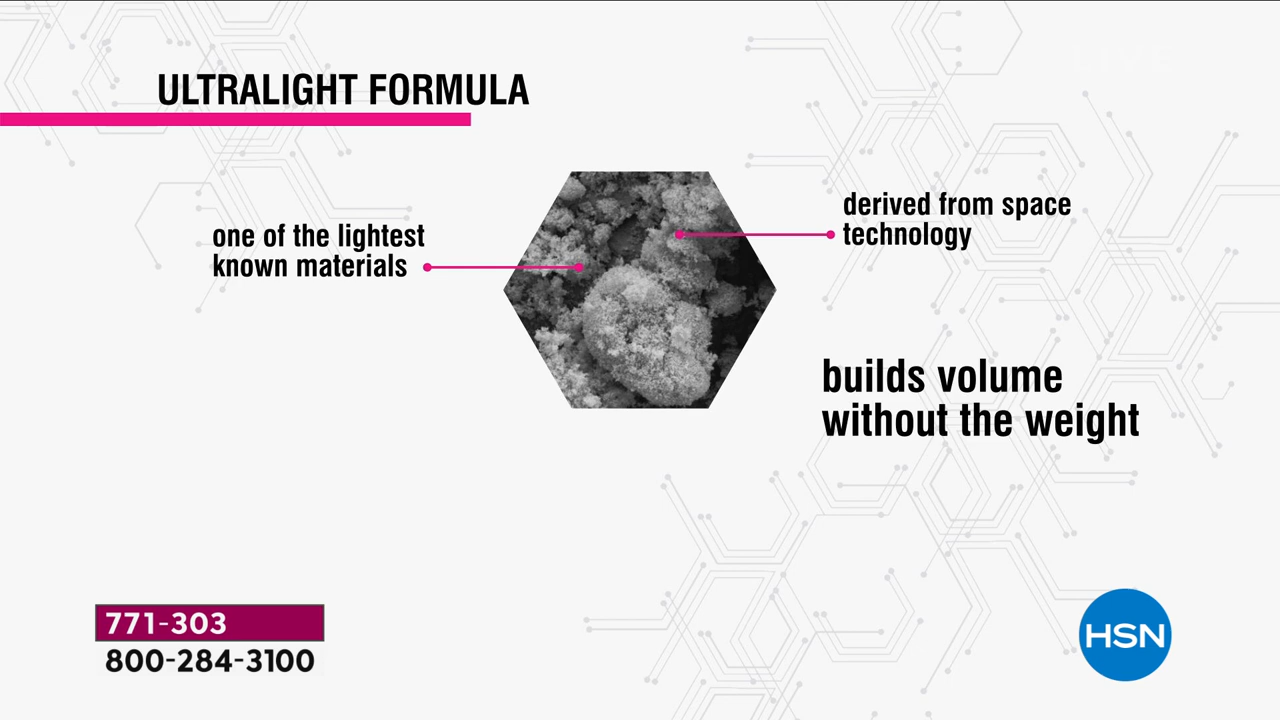 ULTRALIGHT FORMULA
one of the lightest
known materials
derived from space
technology
builds volume
without the weight
771-303
800-284-3100
HSN